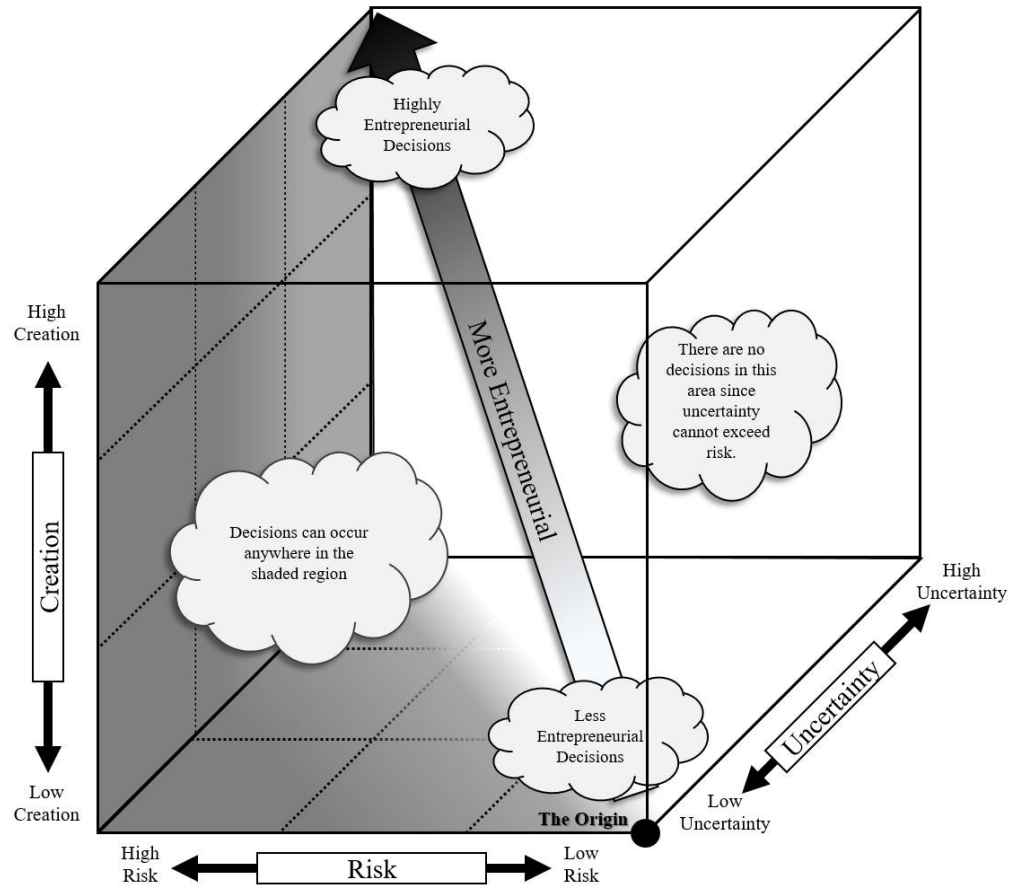 Highly
Entrepreneurial
Decisions
More Entrepreneurial
High
Creation
Creation
Low
Creation
There are no
decisions in this
area since
uncertainty
cannot exceed
risk.
Decisions can occur
anywhere in the
shaded region
High
Uncertainty
Uncertainty
Low
Uncertainty
Less
Entrepreneurial
Decisions
The Origin
High
Risk
Risk
Low
Risk